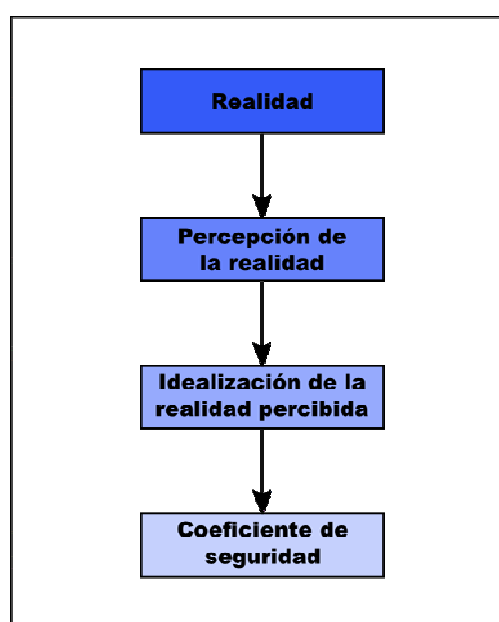 Realidad
Percepción de
la realidad
Idealización de la
realidad percibida
Coeficiente de
seguridad